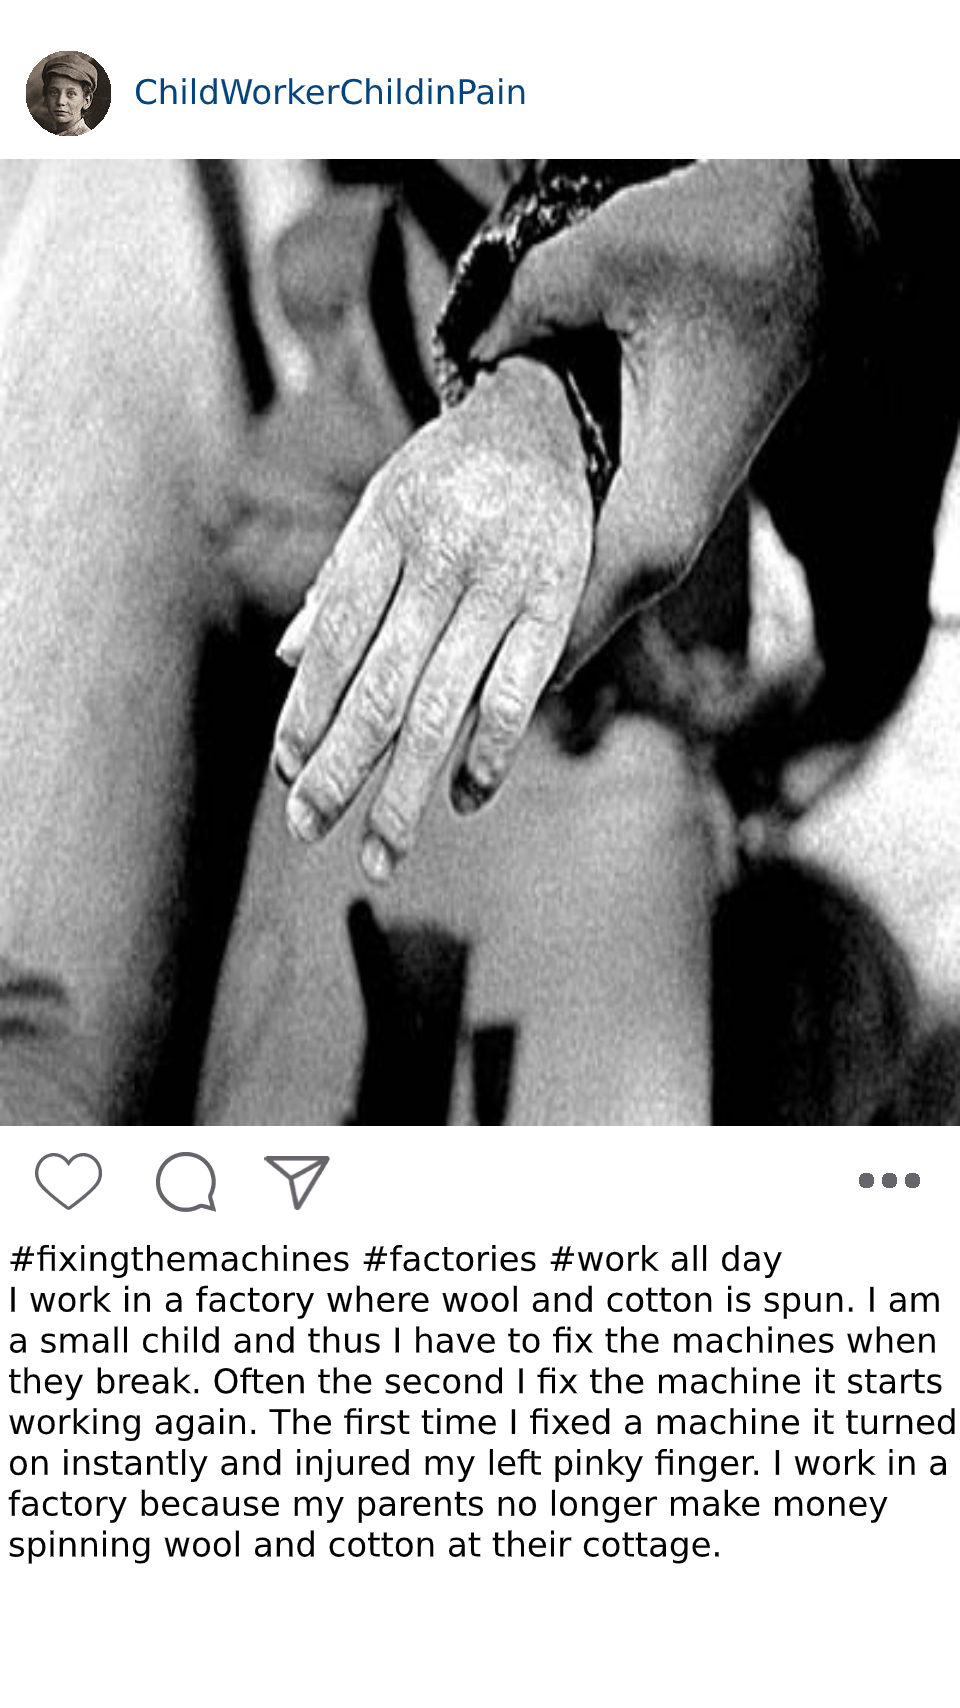 ChildWorkerChildinPain
#fixingthemachines #factories #work all day
I work in a factory where wool and cotton is spun. I am
a small child and thus I have to fix the machines when
they break. Often the second I fix the machine it starts
working again. The first time I fixed a machine it turned
on instantly and injured my left pinky finger. I work in a
factory because my parents no longer make money
spinning wool and cotton at their cottage.